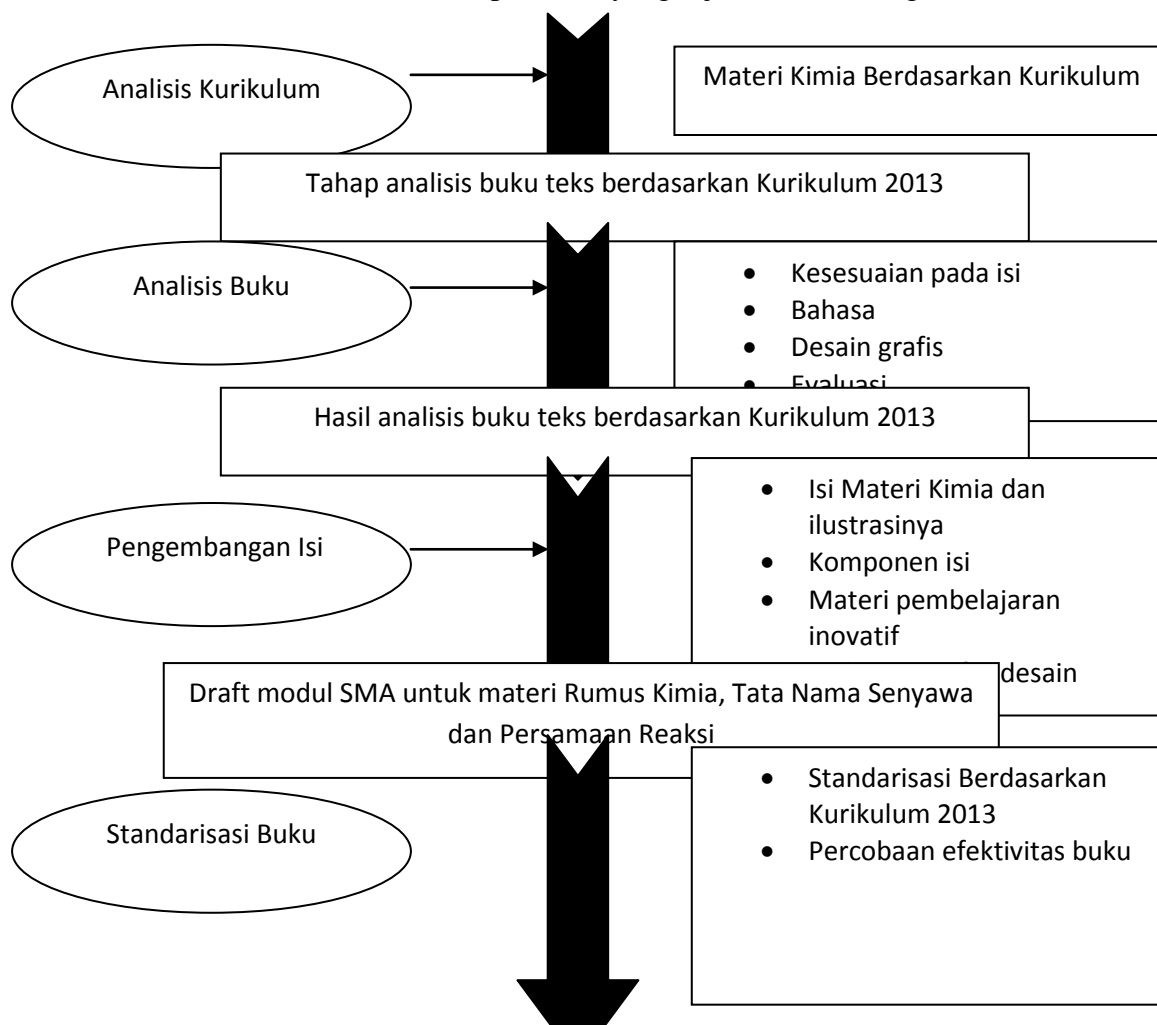 Analisis Kurikulum
Materi Kimia Berdasarkan Kurikulum
Tahap analisis buku teks berdasarkan Kurikulum 2013
Analisis Buku
• Kesesuaian pada isi
• Bahasa
• Desain grafis
• Evaluasi
Hasil analisis buku teks berdasarkan Kurikulum 2013
Pengembangan Isi
• Isi Materi Kimia dan
ilustrasinya
• Komponen isi
• Materi pembelajaran
inovatif
desain
Draft modul SMA untuk materi Rumus Kimia, Tata Nama Senyawa
dan Persamaan Reaksi
Standarisasi Buku
• Standarisasi Berdasarkan
Kurikulum 2013
• Percobaan efektivitas buku